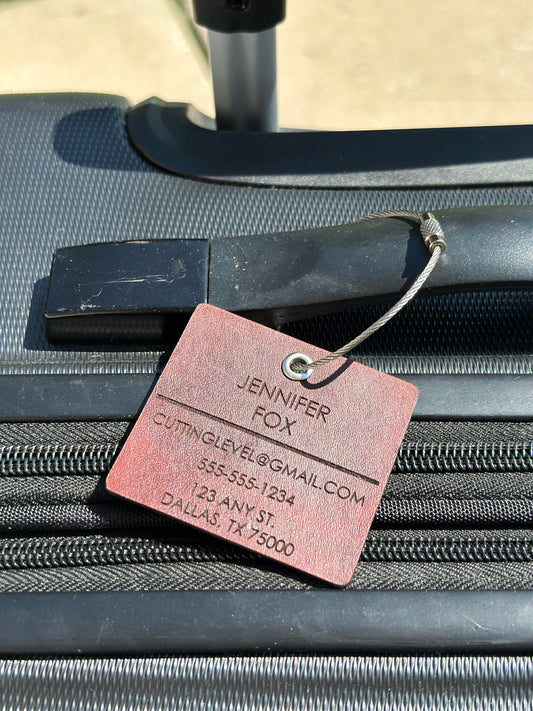 JENNIFER
FOX
CUTTINGLEVEL@GMAIL.COM
555-555-1234
123 ANY ST.
DALLAS, TX 75000